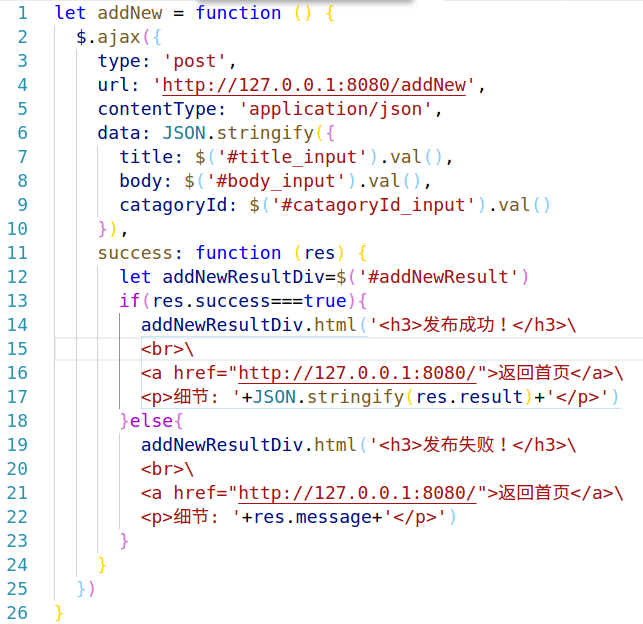 1 let addNew = function () {
2 $.ajax({
3 type: 'post',
4 url: 'http://127.0.0.1:8080/addNew',
5 contentType: 'application/json',
6 data: JSON.stringify({
7 title: $('#title_input').val(),
8 body: $('#body_input').val(),
9 catagoryId: $('#catagoryId_input').val()
10 }),
11 success: function (res) {
12 let addNewResultDiv=$('#addNewResult')
13 if(res.success===true){
14 addNewResultDiv.html('<h3>发布成功！</h3>\
15 <br>\
16 <a href="http://127.0.0.1:8080/">返回首页</a>\
17 <p>细节: '+JSON.stringify(res.result)+'</p>')
18 }else{
19 addNewResultDiv.html('<h3>发布失败！</h3>\
20 <br>\
21 <a href="http://127.0.0.1:8080/">返回首页</a>\
22 <p>细节: '+res.message+'</p>')
23 }
24 }
25 })
26 }